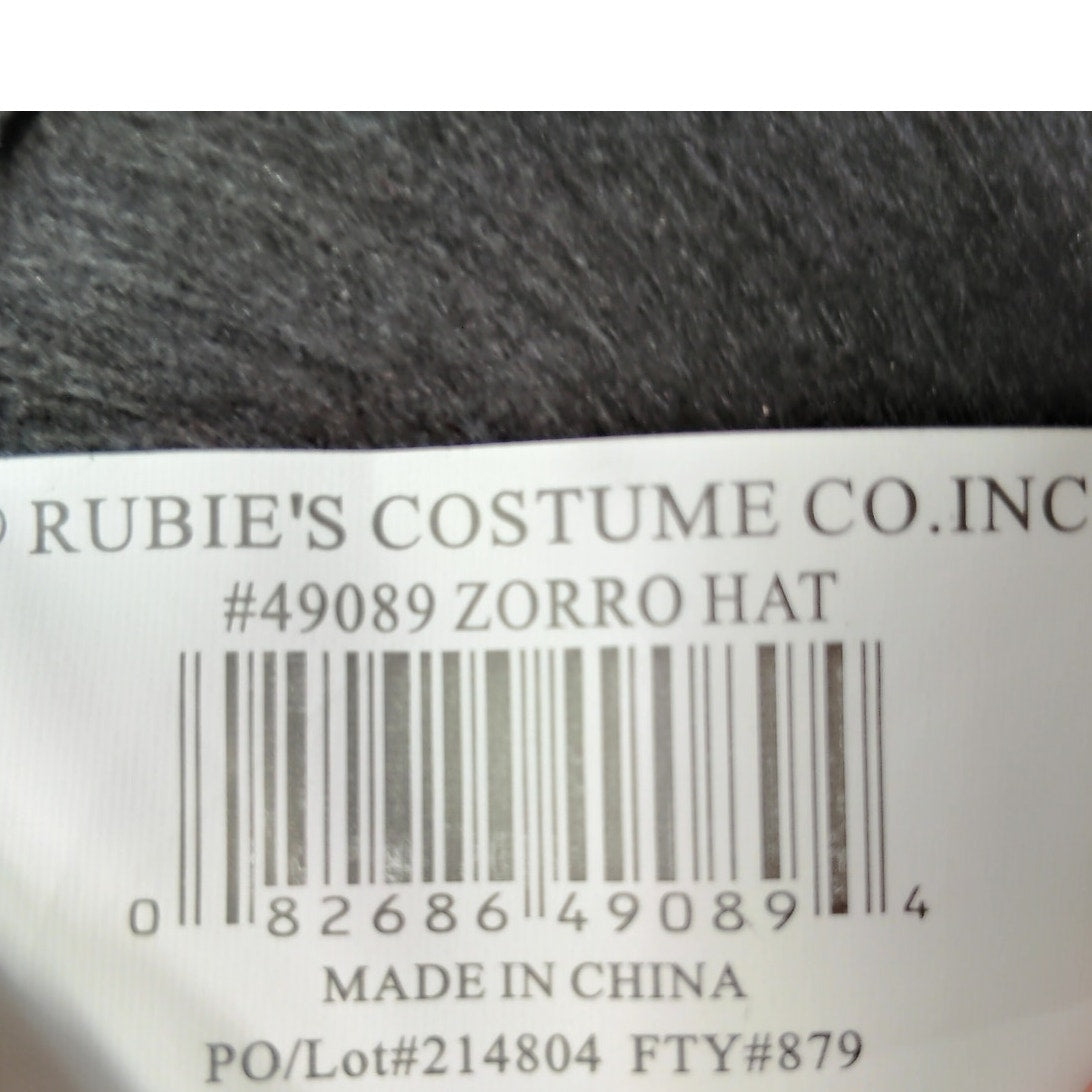 RUBIE'S COSTUME CO.INC
#49089 ZORRO HAT
0 82686 49089 4
MADE IN CHINA
PO/Lot#214804 FTY#879